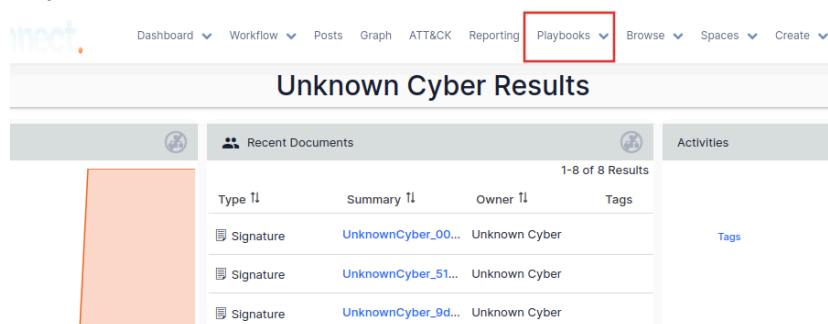 nnect.
Dashboard Workflow Posts Graph ATT&CK Reporting Playbooks Browse Spaces Create
Unknown Cyber Results
Recent Documents
Activities
1-8 of 8 Results
Type Summary Owner Tags
Signature UnknownCyber_00... Unknown Cyber
Tags
Signature UnknownCyber_51... Unknown Cyber
Signature UnknownCyber_9d... Unknown Cyber